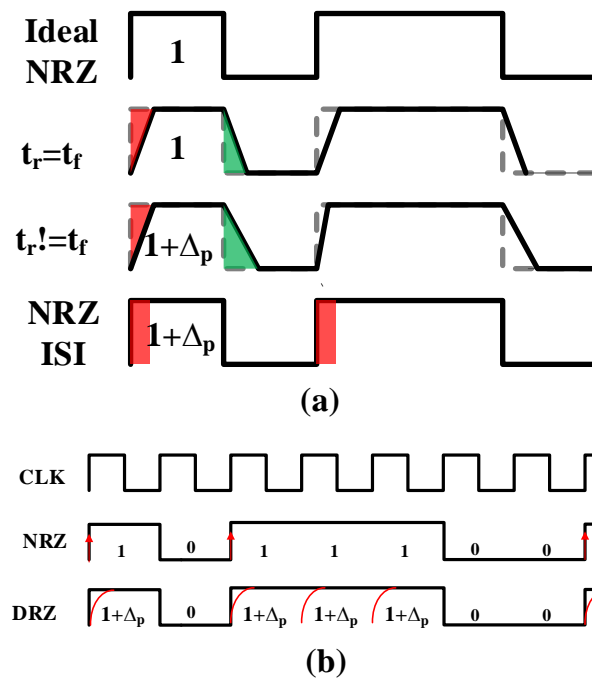 Ideal
NRZ
1
tr=tf
1
tr!=tf
1+Δp
NRZ
ISI
1+Δp
(a)
CLK
NRZ
1 0 1 1 1 0 0
DRZ
1+Δp 0 1+Δp 1+Δp 1+Δp 0 0
(b)